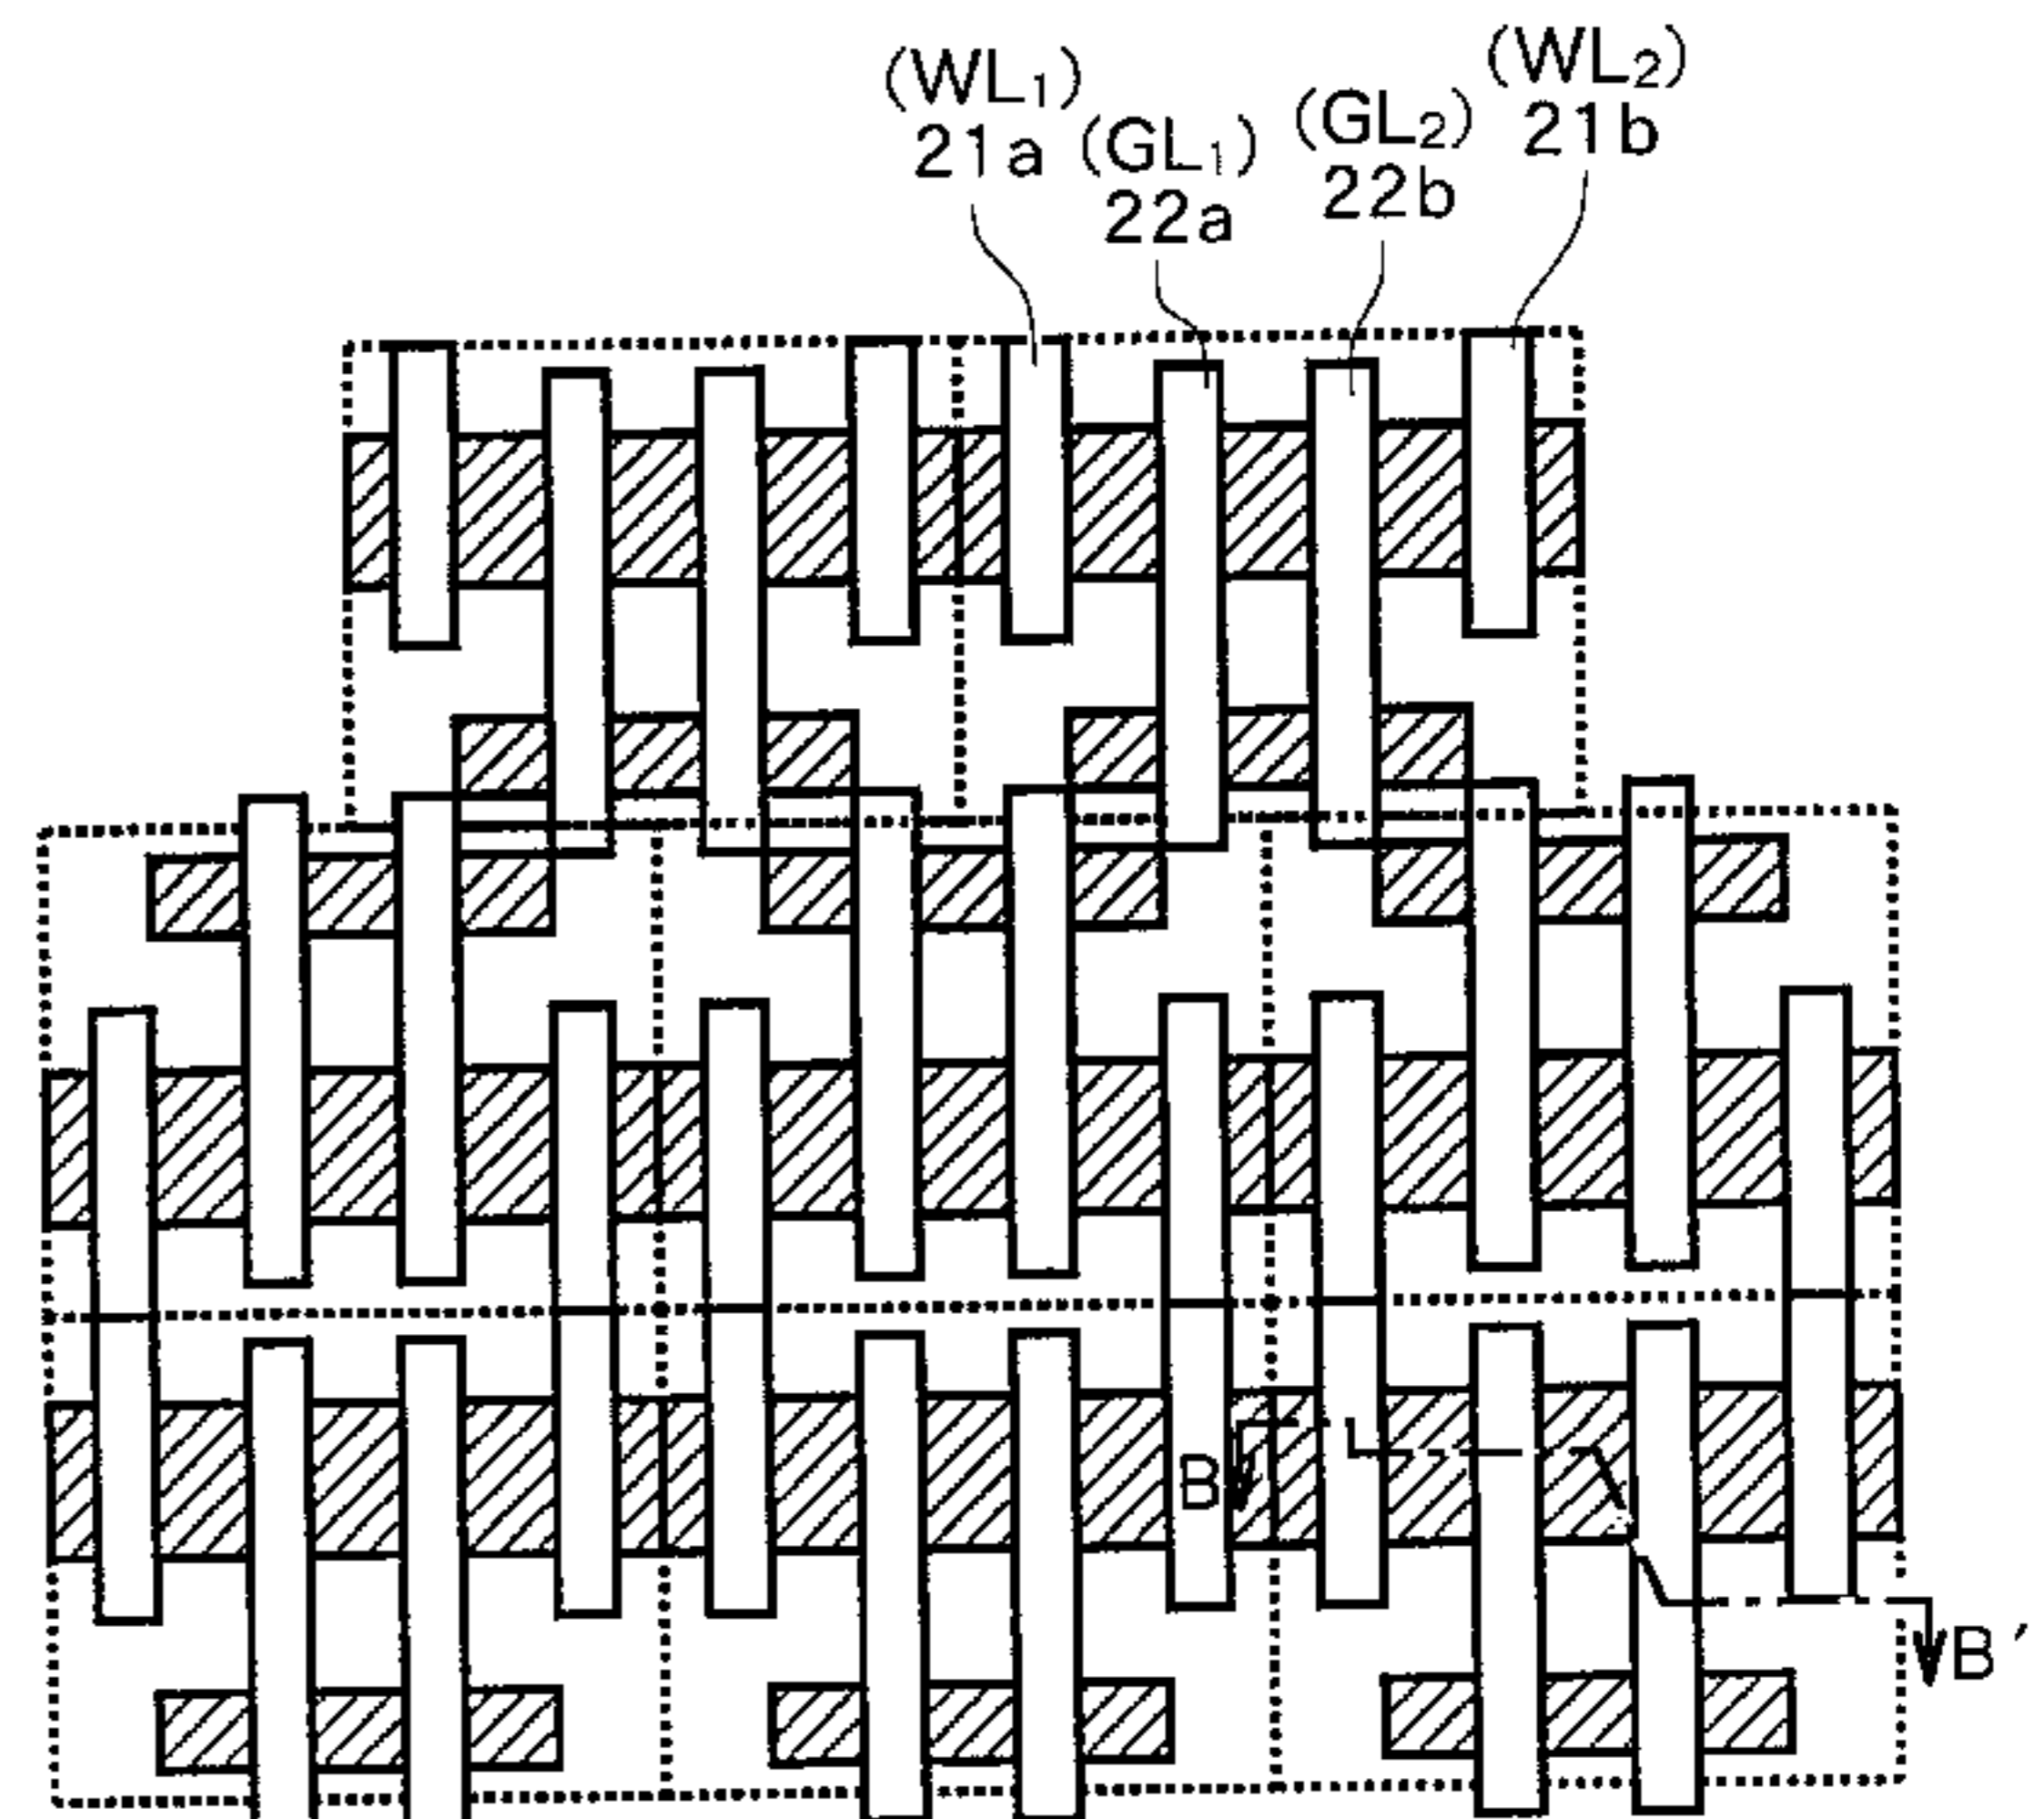 (WL₁)
21a
(GL₁)
22a
(GL₂)
22b
(WL₂)
21b
B
B′